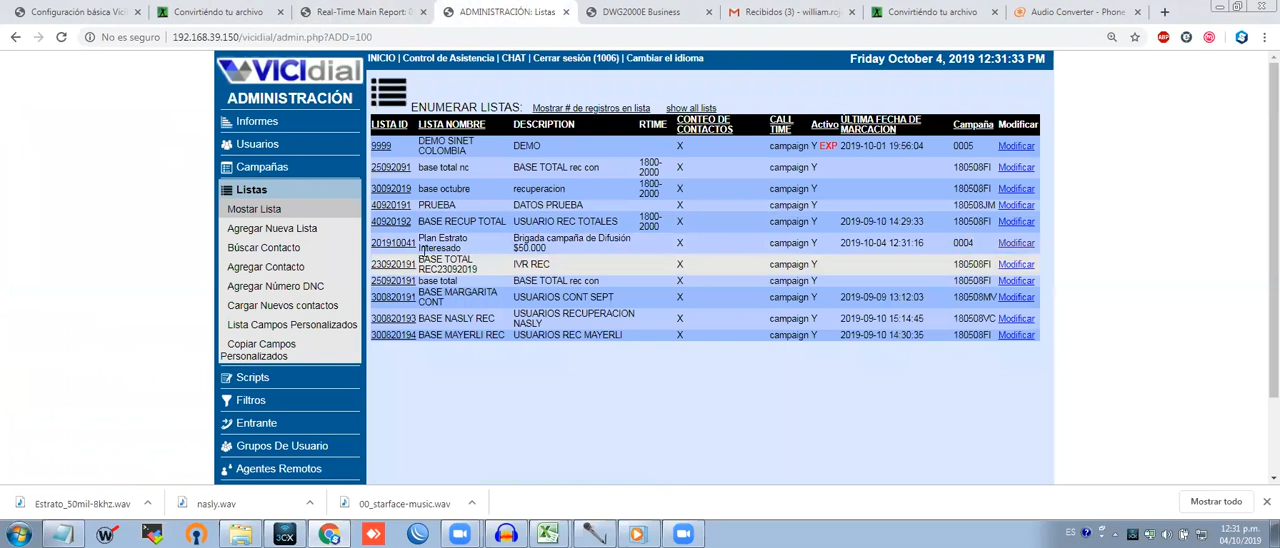 Configuración básica Vici
Convirtiéndo tu archivo
Real-Time Main Report: 0
ADMINISTRACIÓN: Listas
DWG2000E Business
Recibidos (3) - william.roj
Convirtiéndo tu archivo
Audio Converter - Phone
No es seguro | 192.168.39.150/vicidial/admin.php?ADD=100
VICIdial
ADMINISTRACIÓN
Informes
Usuarios
Campañas
Listas
Mostar Lista
Agregar Nueva Lista
Búscar Contacto
Agregar Contacto
Agregar Número DNC
Cargar Nuevos Contactos
Lista Campos Personalizados
Copiar Campos
Personalizados
Scripts
Filtros
Entrante
Grupos De Usuario
Agentes Remotos
INICIO | Control de Asistencia | CHAT | Cerrar sesión (1006) | Cambiar el idioma
Friday October 4, 2019 12:31:33 PM
ENUMERAR LISTAS: Mostrar # de registros en lista show all lists
LISTA ID LISTA NOMBRE DESCRIPTION RTIME CONTEO DE CONTACTOS CALL TIME Activo ÚLTIMA FECHA DE MARCACION Campaña Modificar
9999 DEMO SINET COLOMBIA DEMO X campaign Y EXP 2019-10-01 19:56:04 0005 Modificar
25092091 base total nc BASE TOTAL rec con 1800-2000 X campaign Y 180508FI Modificar
30092019 base octubre recuperacion 1800-2000 X campaign Y 180508FI Modificar
40920191 PRUEBA DATOS PRUEBA X campaign Y 180508JM Modificar
40920192 BASE RECUP TOTAL USUARIO REC TOTALES 1800-2000 X campaign Y 2019-09-10 14:29:33 180508FI Modificar
201910041 Plan Estrato Interesado Brigada campaña de Difusión $50.000 X campaign Y 2019-10-04 12:31:16 0004 Modificar
230920191 BASE TOTAL REC23092019 IVR REC X campaign Y 180508FI Modificar
250920191 base total BASE TOTAL rec con X campaign Y 180508FI Modificar
300820191 BASE MARGARITA CONT USUARIOS CONT SEPT X campaign Y 2019-09-09 13:12:03 180508MV Modificar
300820193 BASE NASLY REC USUARIOS RECUPERACION NASLY X campaign Y 2019-09-10 15:14:45 180508VC Modificar
300820194 BASE MAYERLI REC USUARIOS REC MAYERLI X campaign Y 2019-09-10 14:30:35 180508FI Modificar
Estrato_50mil-8khz.wav
nasly.wav
00_starface-music.wav
Mostrar todo
3CX
ES
12:31 p.m.
04/10/2019